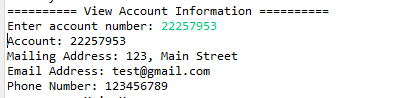 ========== View Account Information ==========
Enter account number: 22257953
Account: 22257953
Mailing Address: 123, Main Street
Email Address: test@gmail.com
Phone Number: 123456789